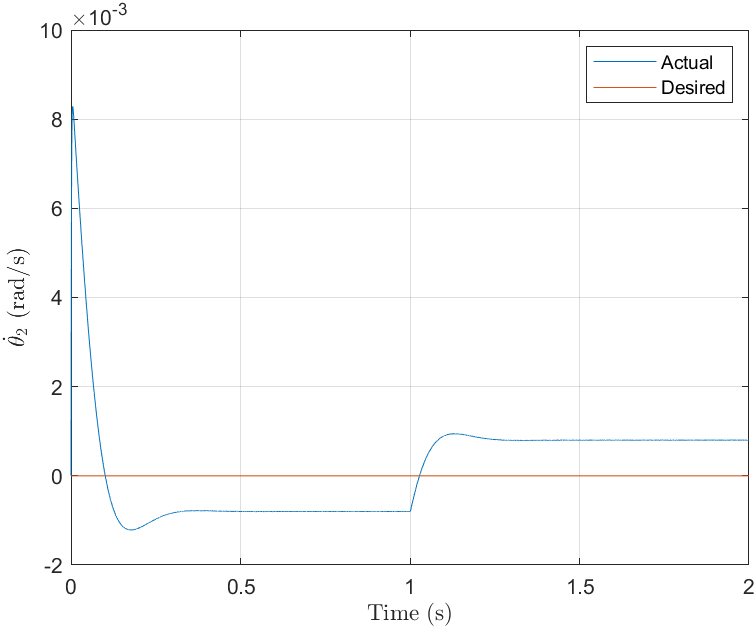 ×10⁻³
10
8
6
4
2
0
-2
θ̇₂ (rad/s)
Actual
Desired
0 0.5 1 1.5 2
Time (s)